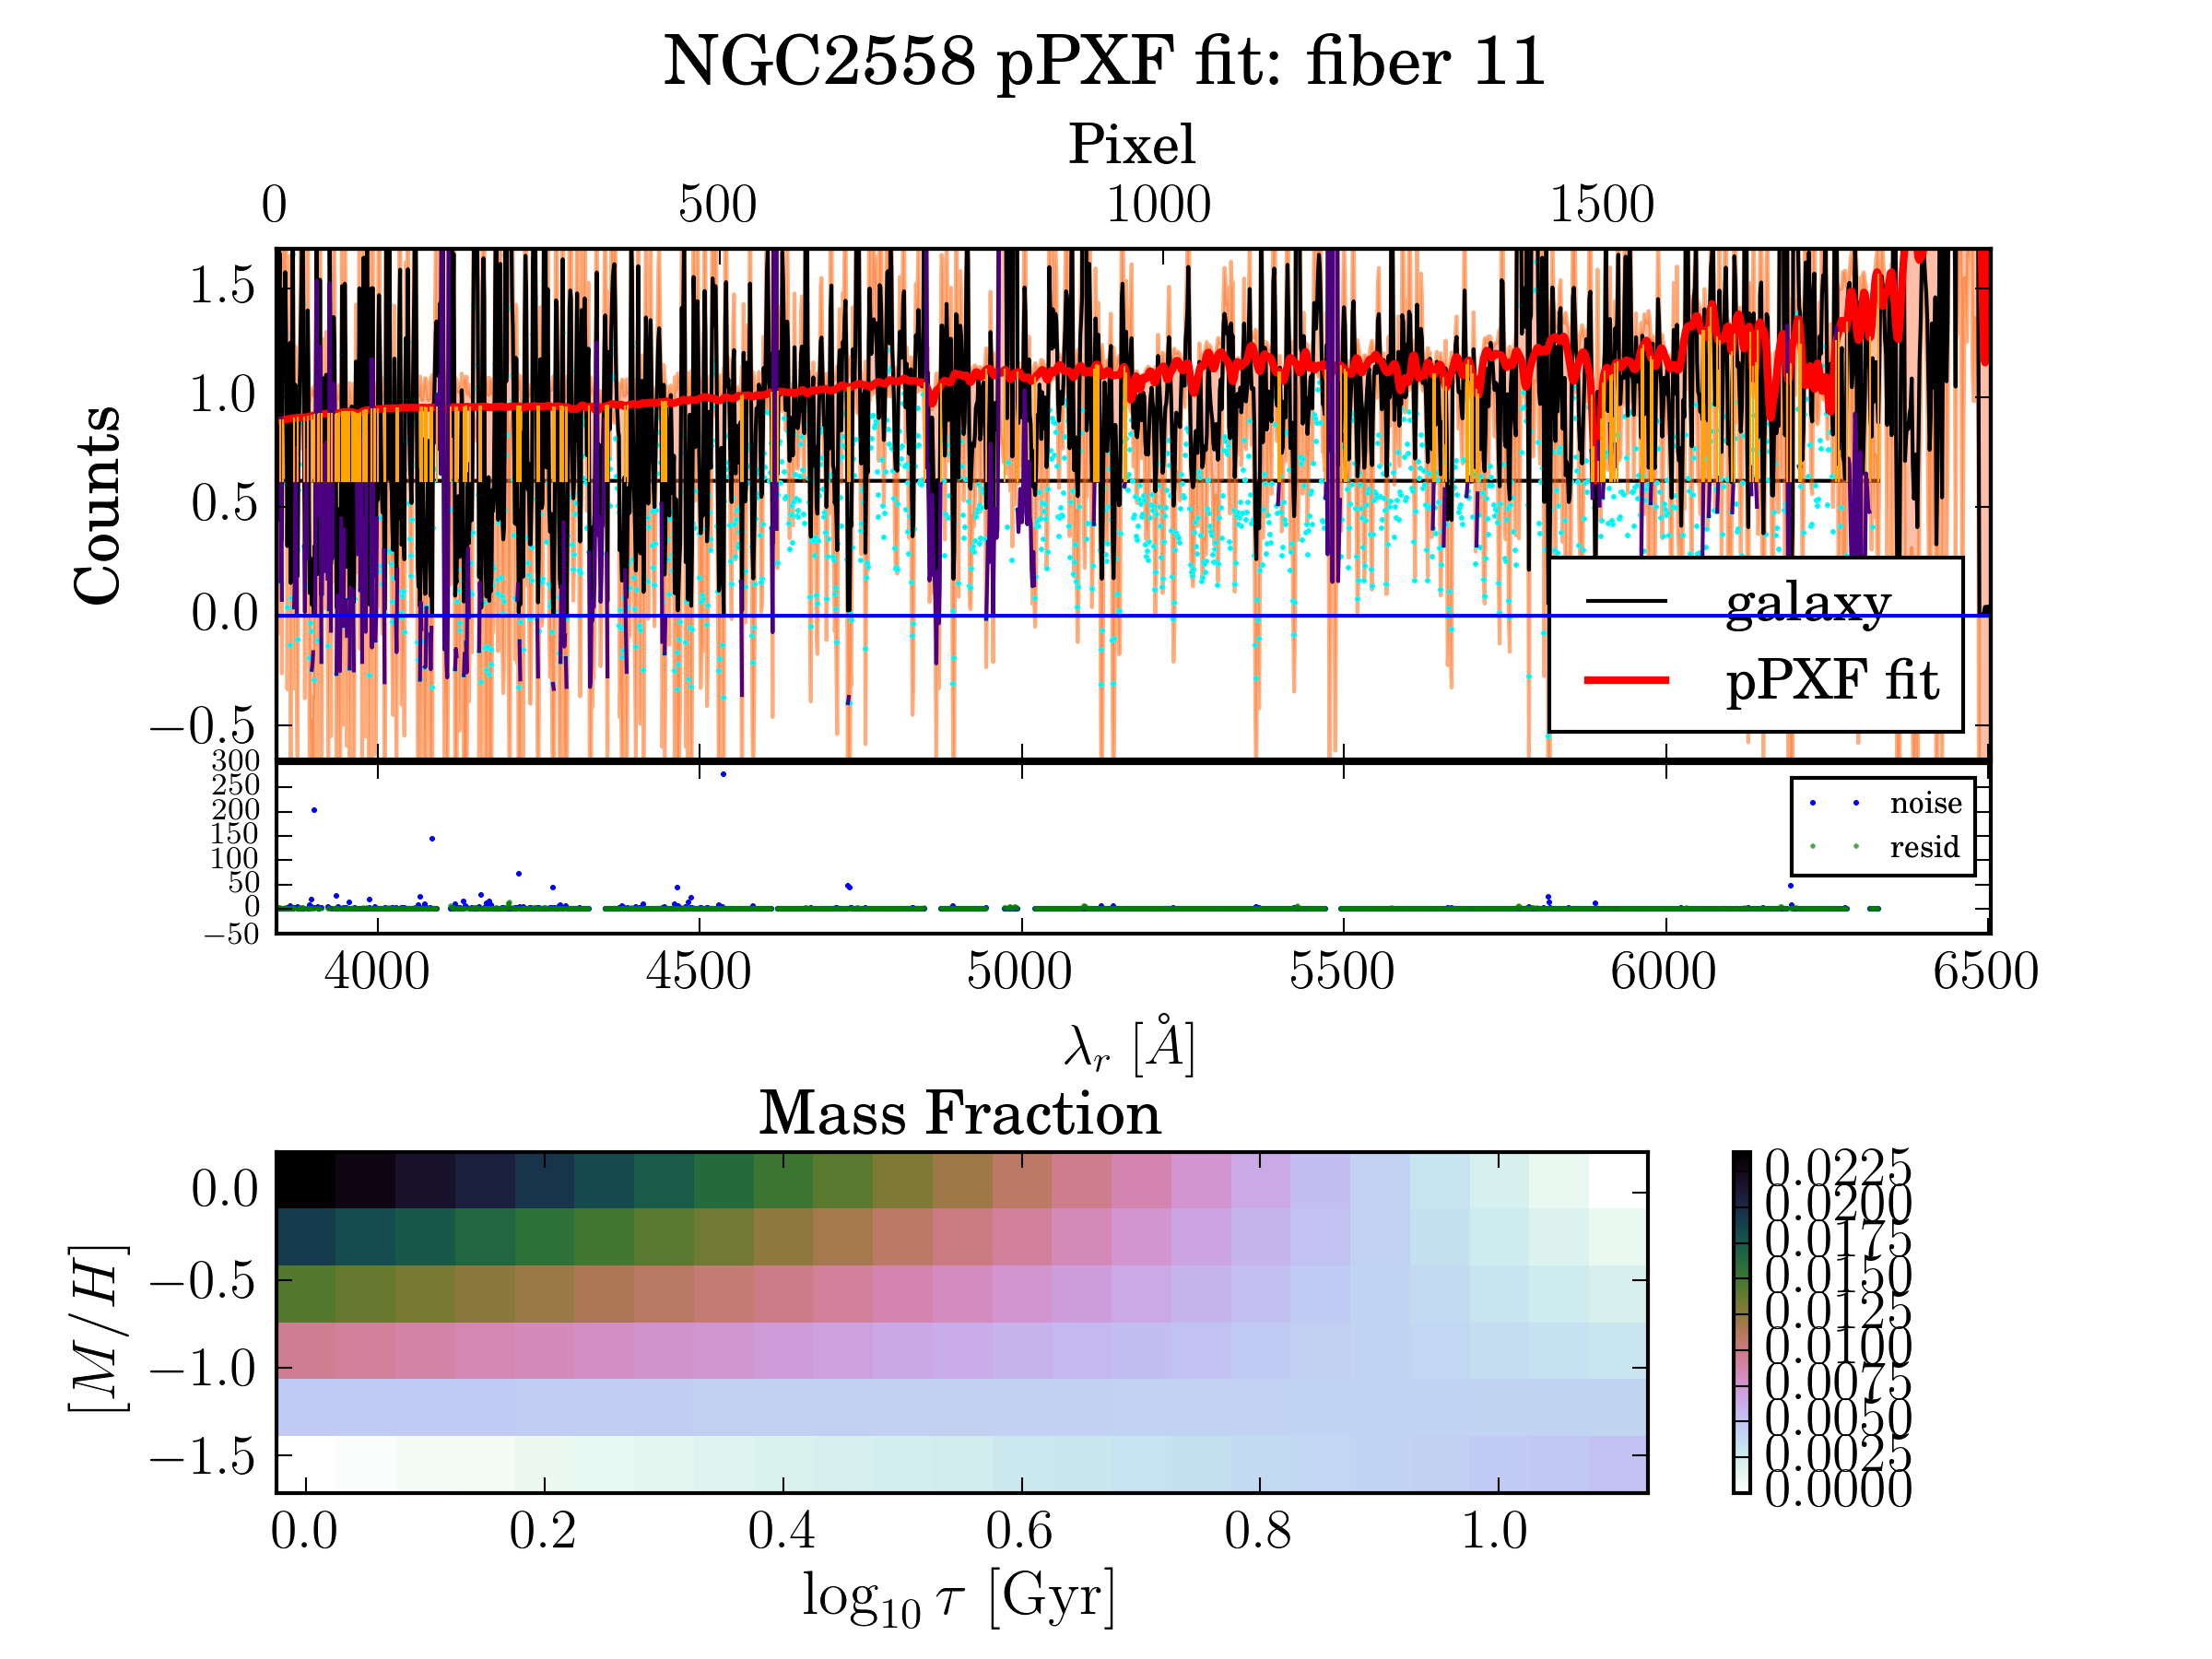 NGC2558 pPXF fit: fiber 11
Pixel
0 500 1000 1500
1.5
1.0
0.5
0.0
−0.5
Counts
galaxy
pPXF fit
300
250
200
150
100
50
0
−50
noise
resid
4000 4500 5000 5500 6000 6500
λr [Å]
Mass Fraction
0.0
−0.5
−1.0
−1.5
[M/H]
0.0225
0.0200
0.0175
0.0150
0.0125
0.0100
0.0075
0.0050
0.0025
0.0000
0.0 0.2 0.4 0.6 0.8 1.0
log10 τ [Gyr]